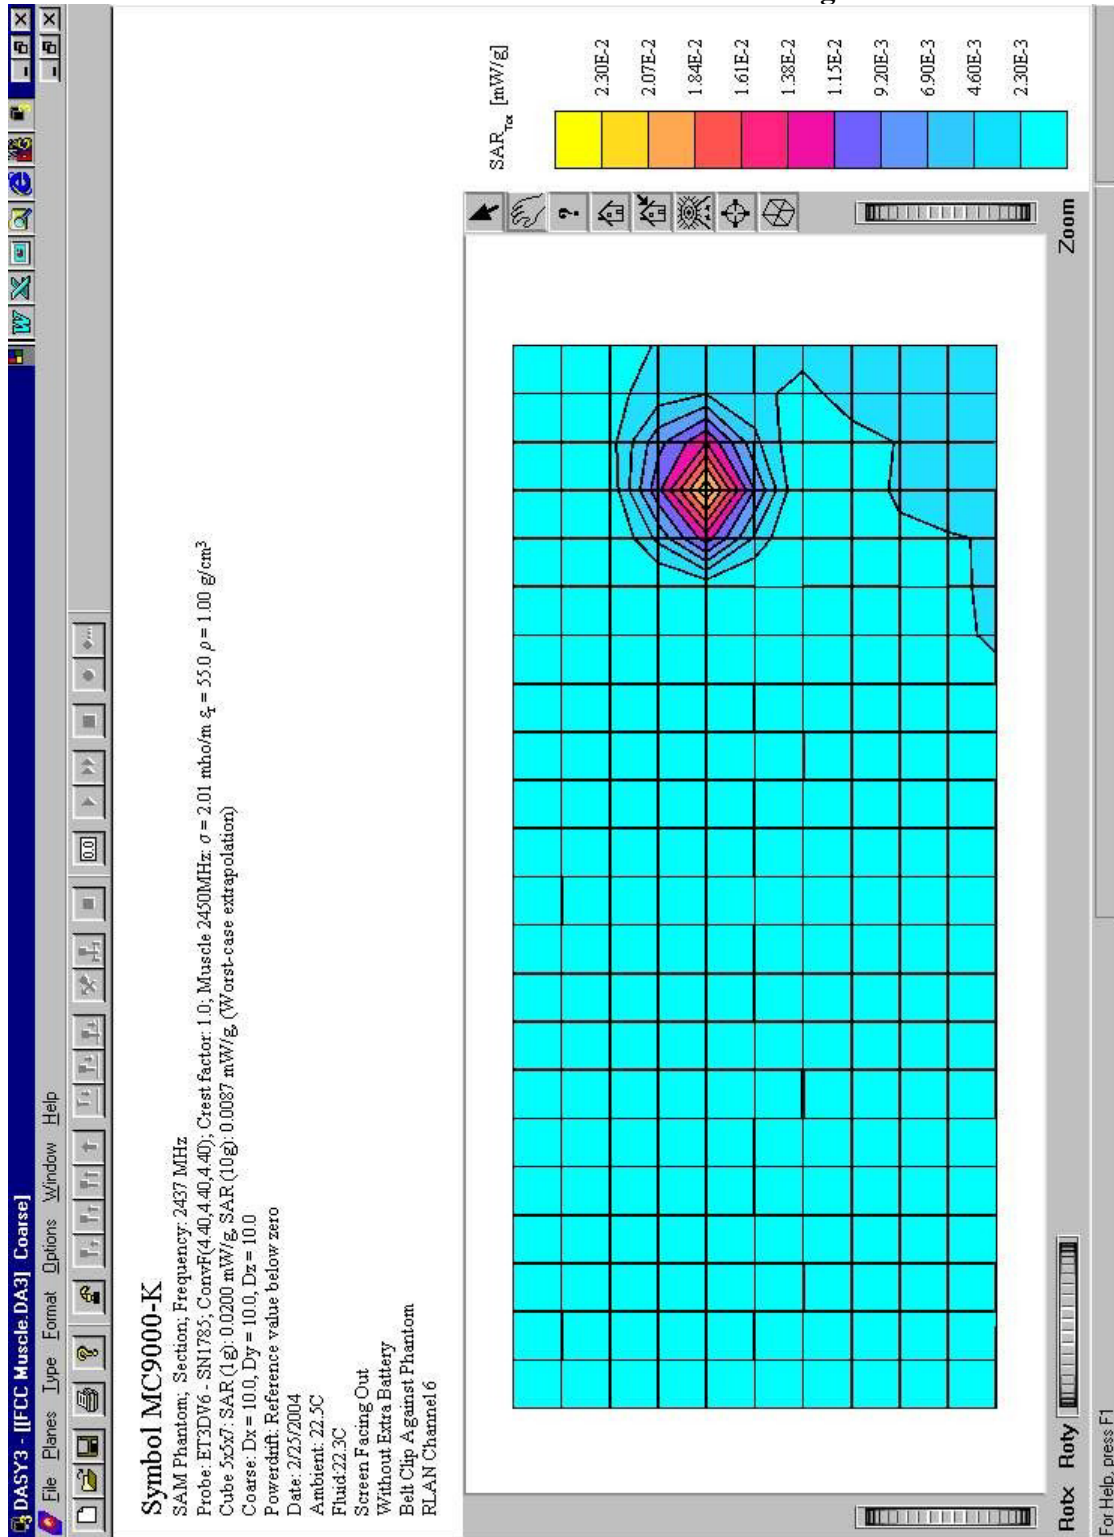 DASY3 - [[FCC Muscle.DA3] Coarse]
File Planes Type Format Options Window Help
0.0
Symbol MC9000-K
SAM Phantom; Section; Frequency: 2437 MHz
Probe: ET3DV6 - SN1785; ConvF(4.40,4.40,4.40); Crest factor: 1.0; Muscle 2450MHz: σ = 2.01 mho/m εr = 55.0 ρ = 1.00 g/cm³
Cube 5x5x7: SAR (1g): 0.0200 mW/g, SAR (10g): 0.0087 mW/g, (Worst-case extrapolation)
Coarse: Dx = 10.0, Dy = 10.0, Dz = 10.0
Powerdrift: Reference value below zero
Date: 2/25/2004
Ambient: 22.5C
Fluid:22.3C
Screen Facing Out
Without Extra Battery
Belt Clip Against Phantom
RLAN Channel 6
SAR Tot [mW/g]
2.30E-2
2.07E-2
1.84E-2
1.61E-2
1.38E-2
1.15E-2
9.20E-3
6.90E-3
4.60E-3
2.30E-3
Rotx Roty Zoom
For Help, press F1